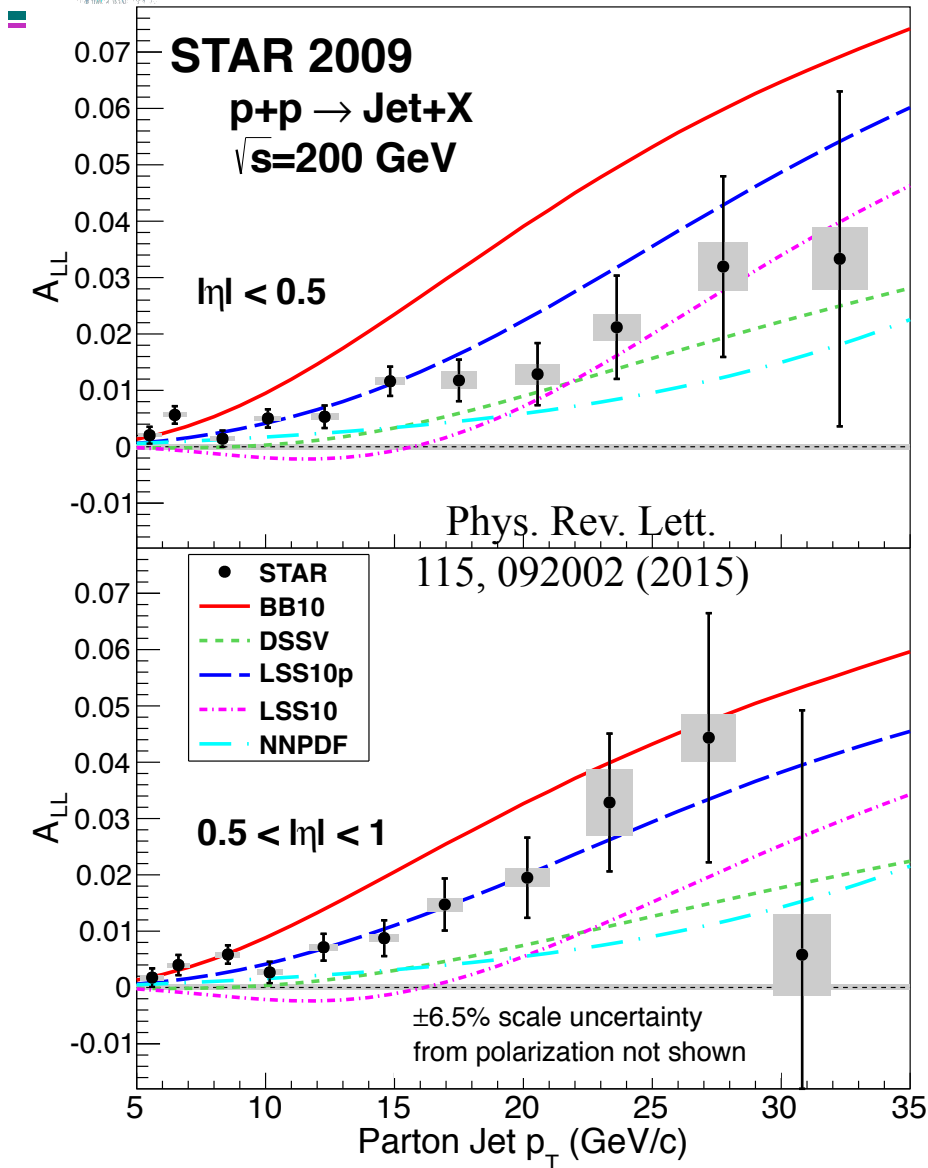 0.07
0.06
0.05
0.04
0.03
0.02
0.01
0
-0.01
A_LL
STAR 2009
p+p → Jet+X
√s=200 GeV
|η| < 0.5
Phys. Rev. Lett.
115, 092002 (2015)
0.07
0.06
0.05
0.04
0.03
0.02
0.01
0
-0.01
A_LL
STAR
BB10
DSSV
LSS10p
LSS10
NNPDF
0.5 < |η| < 1
±6.5% scale uncertainty
from polarization not shown
5 10 15 20 25 30 35
Parton Jet p_T (GeV/c)